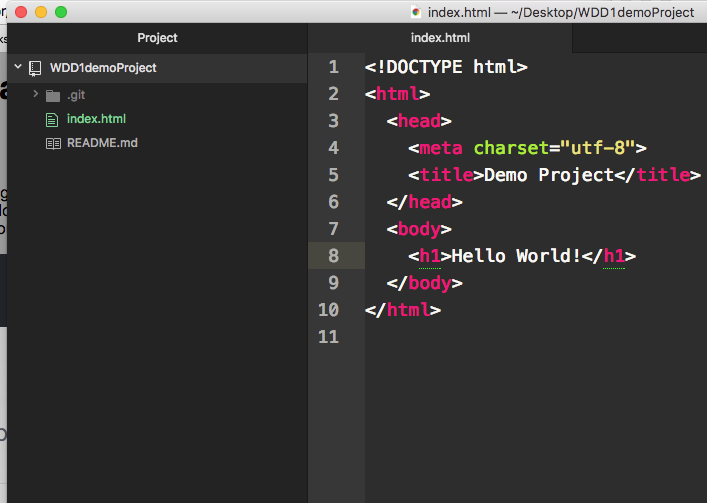 index.html — ~/Desktop/WDD1demoProject
Project
WDD1demoProject
.git
index.html
README.md
index.html
1 <!DOCTYPE html>
2 <html>
3 <head>
4 <meta charset="utf-8">
5 <title>Demo Project</title>
6 </head>
7 <body>
8 <h1>Hello World!</h1>
9 </body>
10 </html>
11